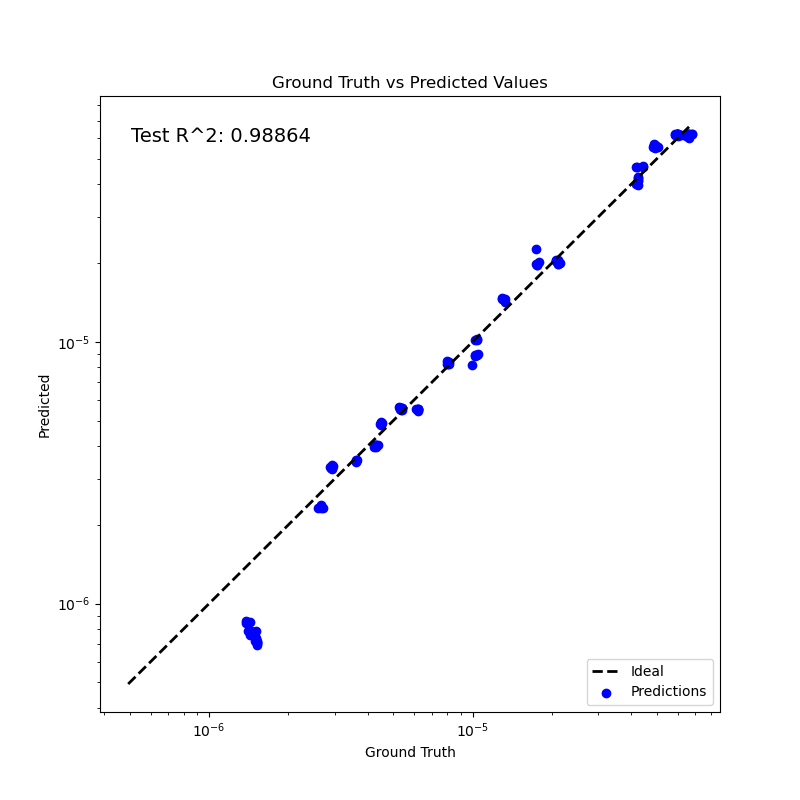 Ground Truth vs Predicted Values
Test R^2: 0.98864
Predicted
10⁻⁵
10⁻⁶
Ideal
Predictions
10⁻⁶
10⁻⁵
Ground Truth